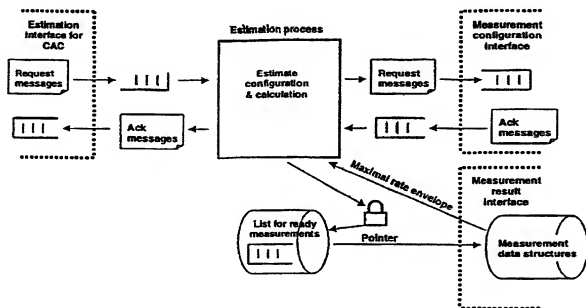 Estimation
interface for
CAC
Estimation process
Measurement
configuration
interface
Request
messages
Estimate
configuration
& calculation
Request
messages
Ack
messages
Ack
messages
Maximal rate envelope
Measurement
result
interface
List for ready
measurements
Pointer
Measurement
data structures